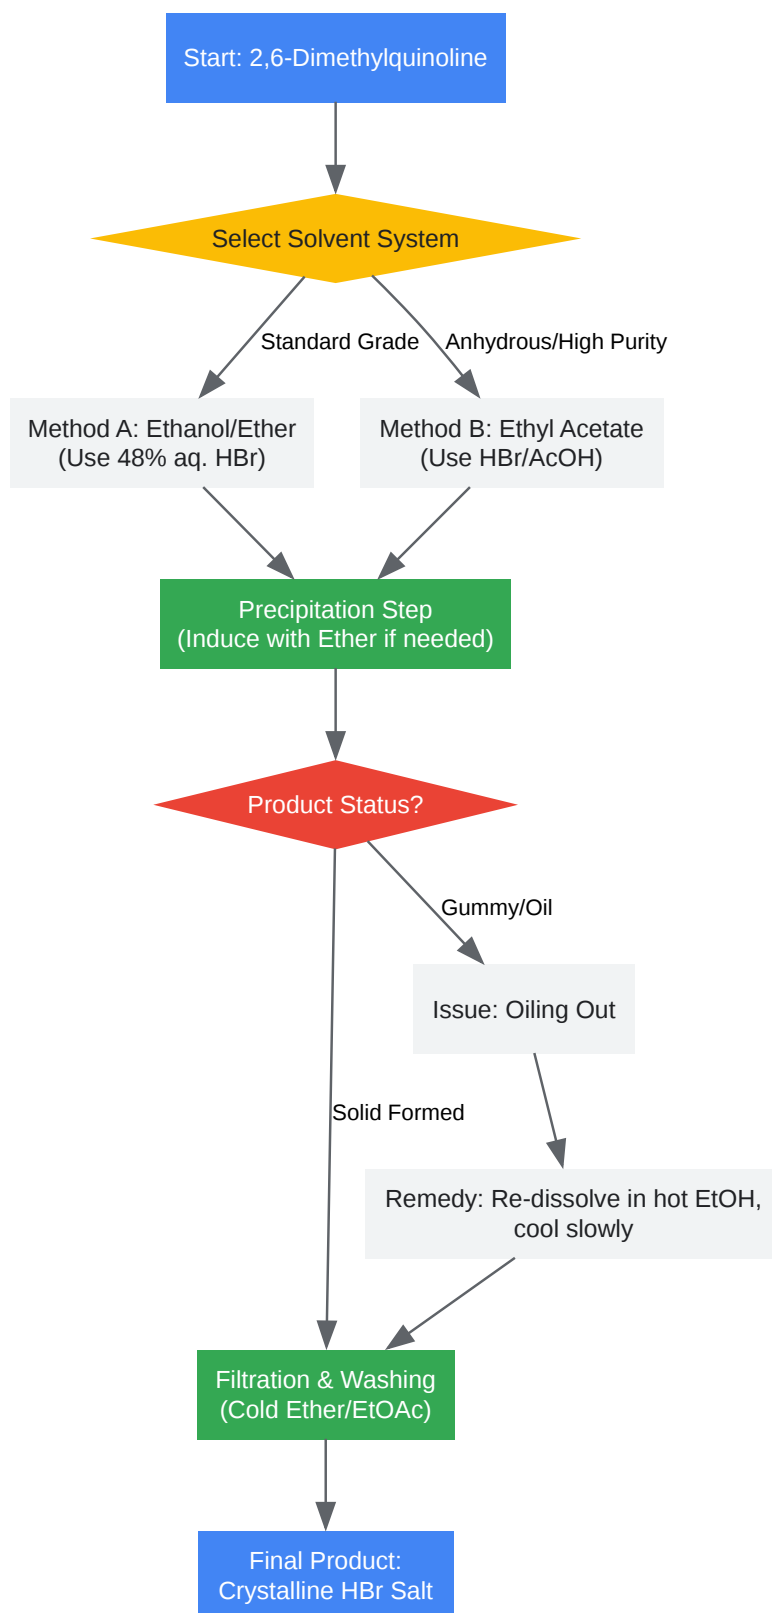 Start: 2,6-Dimethylquinoline
Select Solvent System
Standard Grade
Anhydrous/High Purity
Method A: Ethanol/Ether
(Use 48% aq. HBr)
Method B: Ethyl Acetate
(Use HBr/AcOH)
Precipitation Step
(Induce with Ether if needed)
Product Status?
Gummy/Oil
Issue: Oiling Out
Solid Formed
Remedy: Re-dissolve in hot EtOH,
cool slowly
Filtration & Washing
(Cold Ether/EtOAc)
Final Product:
Crystalline HBr Salt